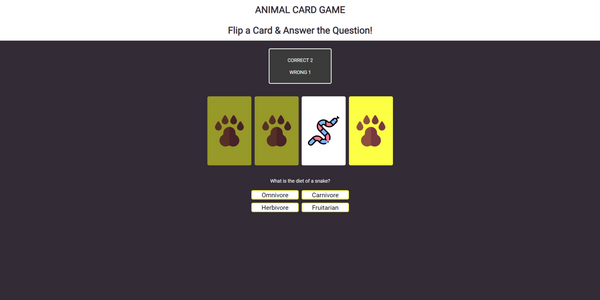 ANIMAL CARD GAME
Flip a Card & Answer the Question!
CORRECT 2
WRONG 1
What is the diet of a snake?
Omnivore Carnivore
Herbivore Fruitarian